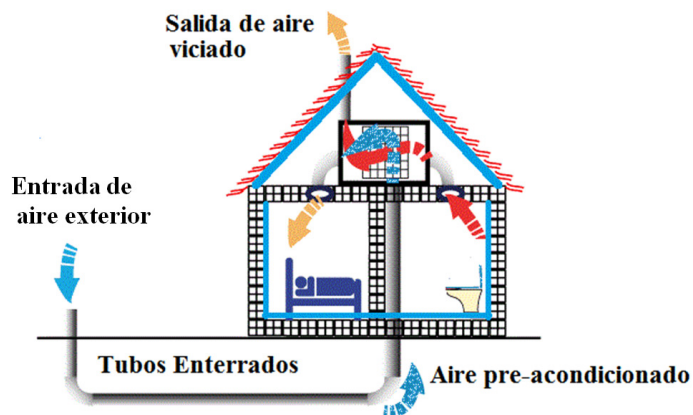 Salida de aire
viciado
Entrada de
aire exterior
Tubos Enterrados
Aire pre-acondicionado